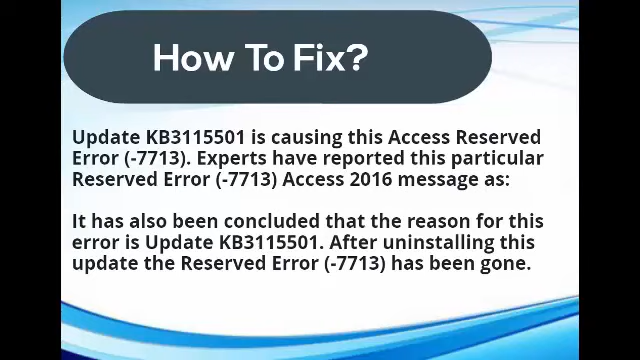 How To Fix?
Update KB3115501 is causing this Access Reserved
Error (-7713). Experts have reported this particular
Reserved Error (-7713) Access 2016 message as:
It has also been concluded that the reason for this
error is Update KB3115501. After uninstalling this
update the Reserved Error (-7713) has been gone.